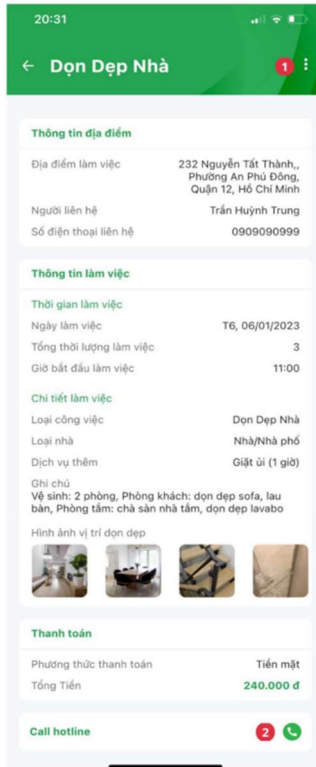 20:31
Dọn Dẹp Nhà
1
Thông tin địa điểm
Địa điểm làm việc 232 Nguyễn Tất Thành,,
Phường An Phú Đông,
Quận 12, Hồ Chí Minh
Người liên hệ Trần Huỳnh Trung
Số điện thoại liên hệ 0909090999
Thông tin làm việc
Thời gian làm việc
Ngày làm việc T6, 06/01/2023
Tổng thời lượng làm việc 3
Giờ bắt đầu làm việc 11:00
Chi tiết làm việc
Loại công việc Dọn Dẹp Nhà
Loại nhà Nhà/Nhà phố
Dịch vụ thêm Giặt ủi (1 giờ)
Ghi chú
Vệ sinh: 2 phòng, Phòng khách: dọn dẹp sofa, lau
bàn, Phòng tắm: chà sàn nhà tắm, dọn dẹp lavabo
Hình ảnh vị trí dọn dẹp
Thanh toán
Phương thức thanh toán Tiền mặt
Tổng Tiền 240.000 đ
Call hotline 2